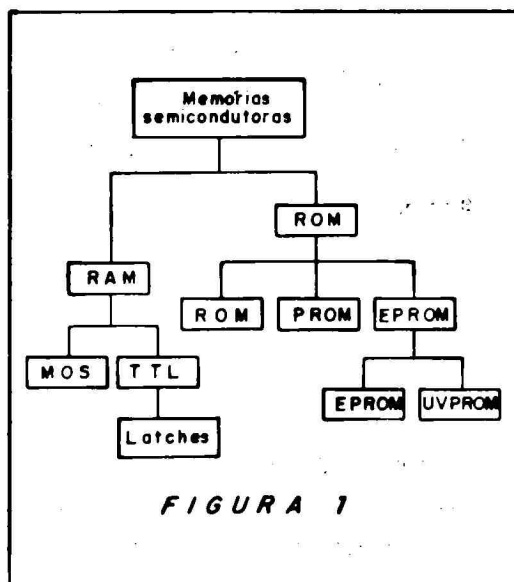 Memórias
semicondutoras
ROM
RAM
ROM
PROM
EPROM
MOS
TTL
EPROM
UVPROM
Latches
FIGURA 1